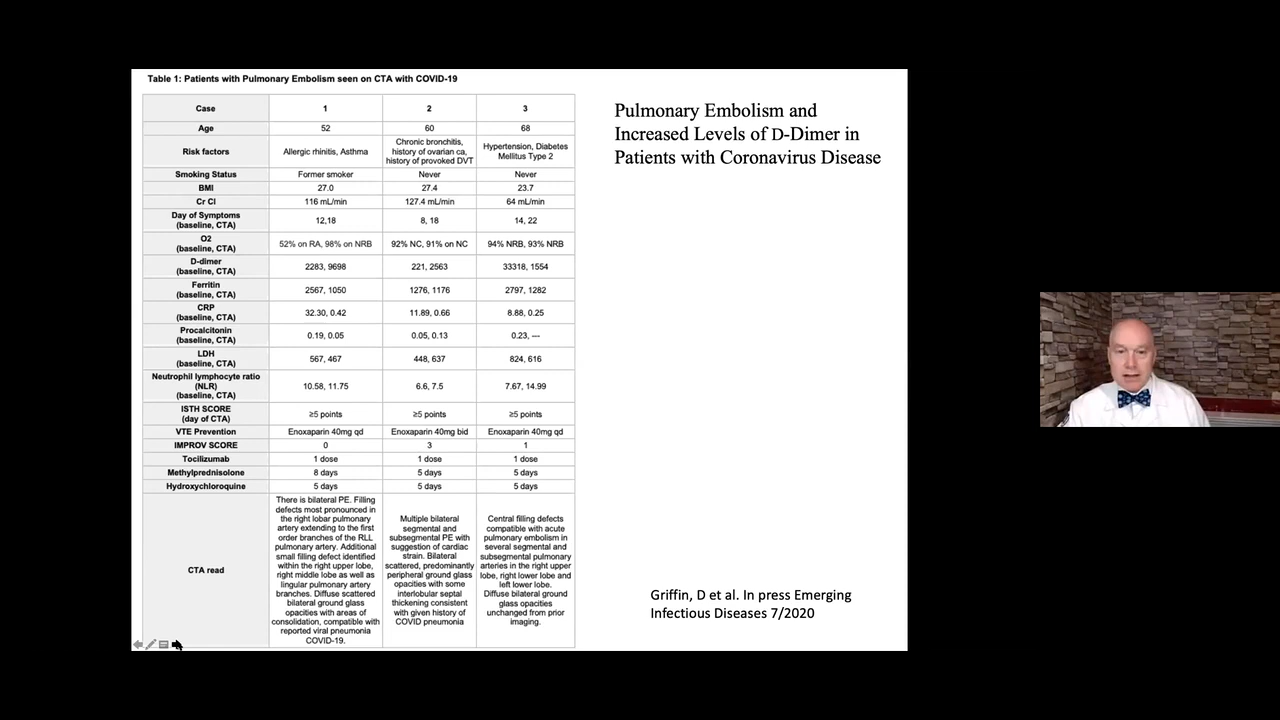 Table 1: Patients with Pulmonary Embolism seen on CTA with COVID-19
Case 1 2 3
Age 52 60 68
Risk factors Allergic rhinitis, Asthma Chronic bronchitis, history of ovarian ca, history of provoked DVT Hypertension, Diabetes Mellitus Type 2
Smoking Status Former smoker Never Never
BMI 27.0 27.4 23.7
Cr Cl 116 mL/min 127.4 mL/min 64 mL/min
Day of Symptoms (baseline, CTA) 12,18 8, 18 14, 22
O2 (baseline, CTA) 52% on RA, 98% on NRB 92% NC, 91% on NC 94% NRB, 93% NRB
D-dimer (baseline, CTA) 2283, 9698 221, 2563 33318, 1554
Ferritin (baseline, CTA) 2567, 1050 1276, 1176 2797, 1282
CRP (baseline, CTA) 32.30, 0.42 11.89, 0.66 8.88, 0.25
Procalcitonin (baseline, CTA) 0.19, 0.05 0.05, 0.13 0.23, ---
LDH (baseline, CTA) 567, 467 448, 637 824, 616
Neutrophil lymphocyte ratio (NLR) (baseline, CTA) 10.58, 11.75 6.6, 7.5 7.67, 14.99
ISTH SCORE (day of CTA) ≥5 points ≥5 points ≥5 points
VTE Prevention Enoxaparin 40mg qd Enoxaparin 40mg bid Enoxaparin 40mg qd
IMPROV SCORE 0 3 1
Tocilizumab 1 dose 1 dose 1 dose
Methylprednisolone 8 days 5 days 5 days
Hydroxychloroquine 5 days 5 days 5 days
CTA read
There is bilateral PE. Filling
defects most pronounced in
the right lobar pulmonary
artery extending to the first
order branches of the RLL
pulmonary artery. Additional
small filling defect identified
within the right upper lobe,
right middle lobe as well as
lingular pulmonary artery
branches. Diffuse scattered
bilateral ground glass
opacities with areas of
consolidation, compatible with
reported viral pneumonia
COVID-19.
Multiple bilateral
segmental and
subsegmental PE with
suggestion of cardiac
strain. Bilateral
scattered, predominantly
peripheral ground glass
opacities with some
interlobular septal
thickening consistent
with given history of
COVID pneumonia
Central filling defects
compatible with acute
pulmonary embolism in
several segmental and
subsegmental pulmonary
arteries in the right upper
lobe, right lower lobe and
left lower lobe.
Diffuse bilateral ground
glass opacities
unchanged from prior
imaging.
Pulmonary Embolism and
Increased Levels of D-Dimer in
Patients with Coronavirus Disease
Griffin, D et al. In press Emerging
Infectious Diseases 7/2020